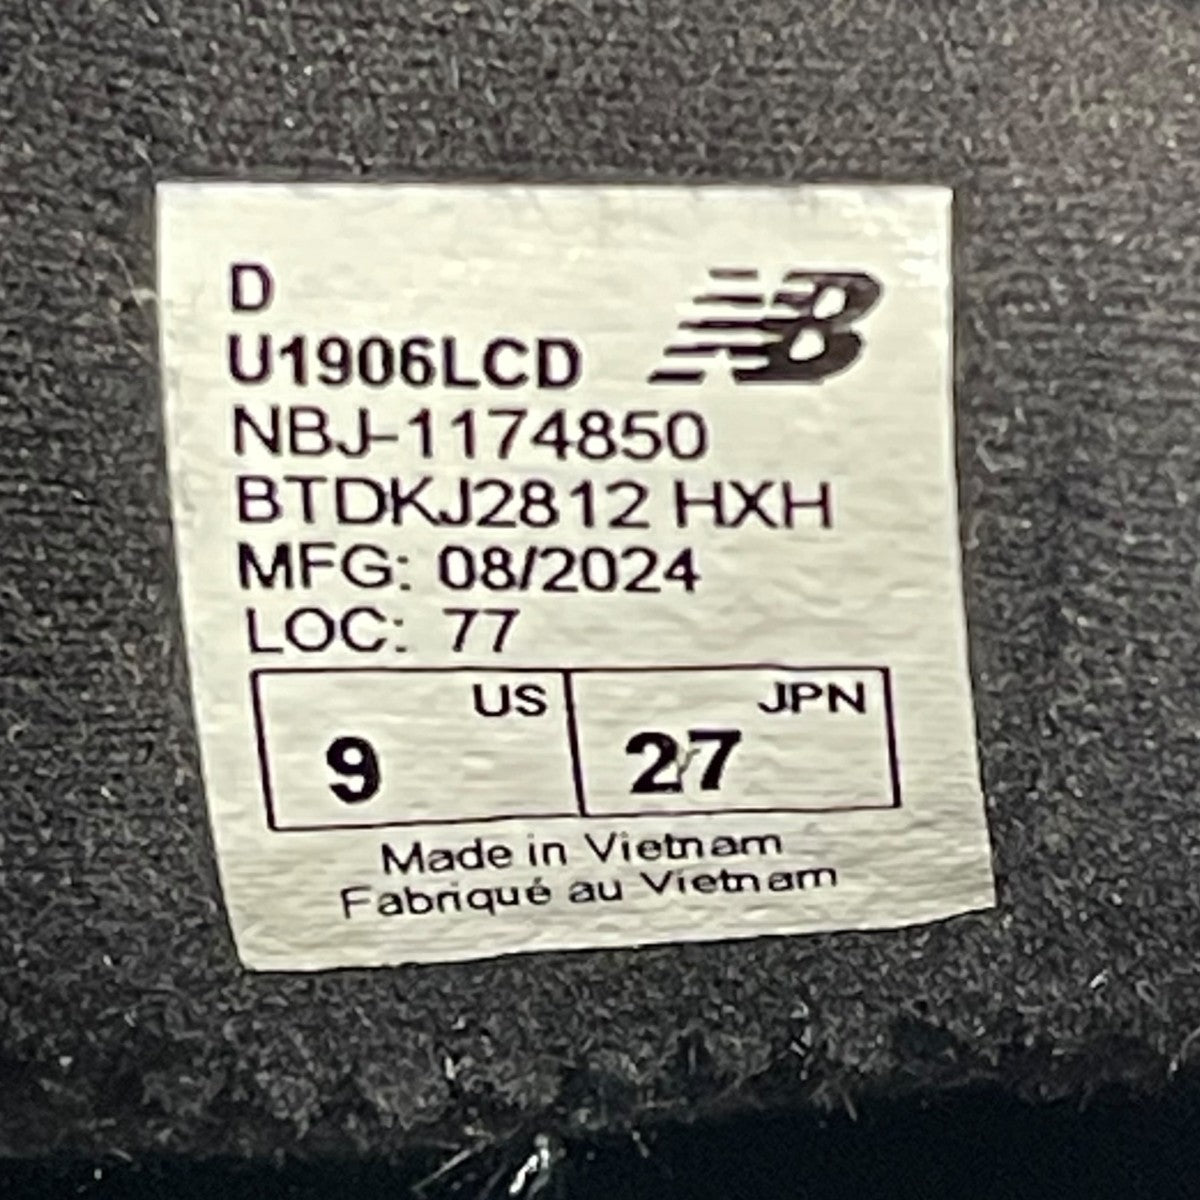 D
U1906LCD
NB
NBJ-1174850
BTDKJ2812 HXH
MFG: 08/2024
LOC: 77
US JPN
9 27
Made in Vietnam
Fabriqué au Vietnam